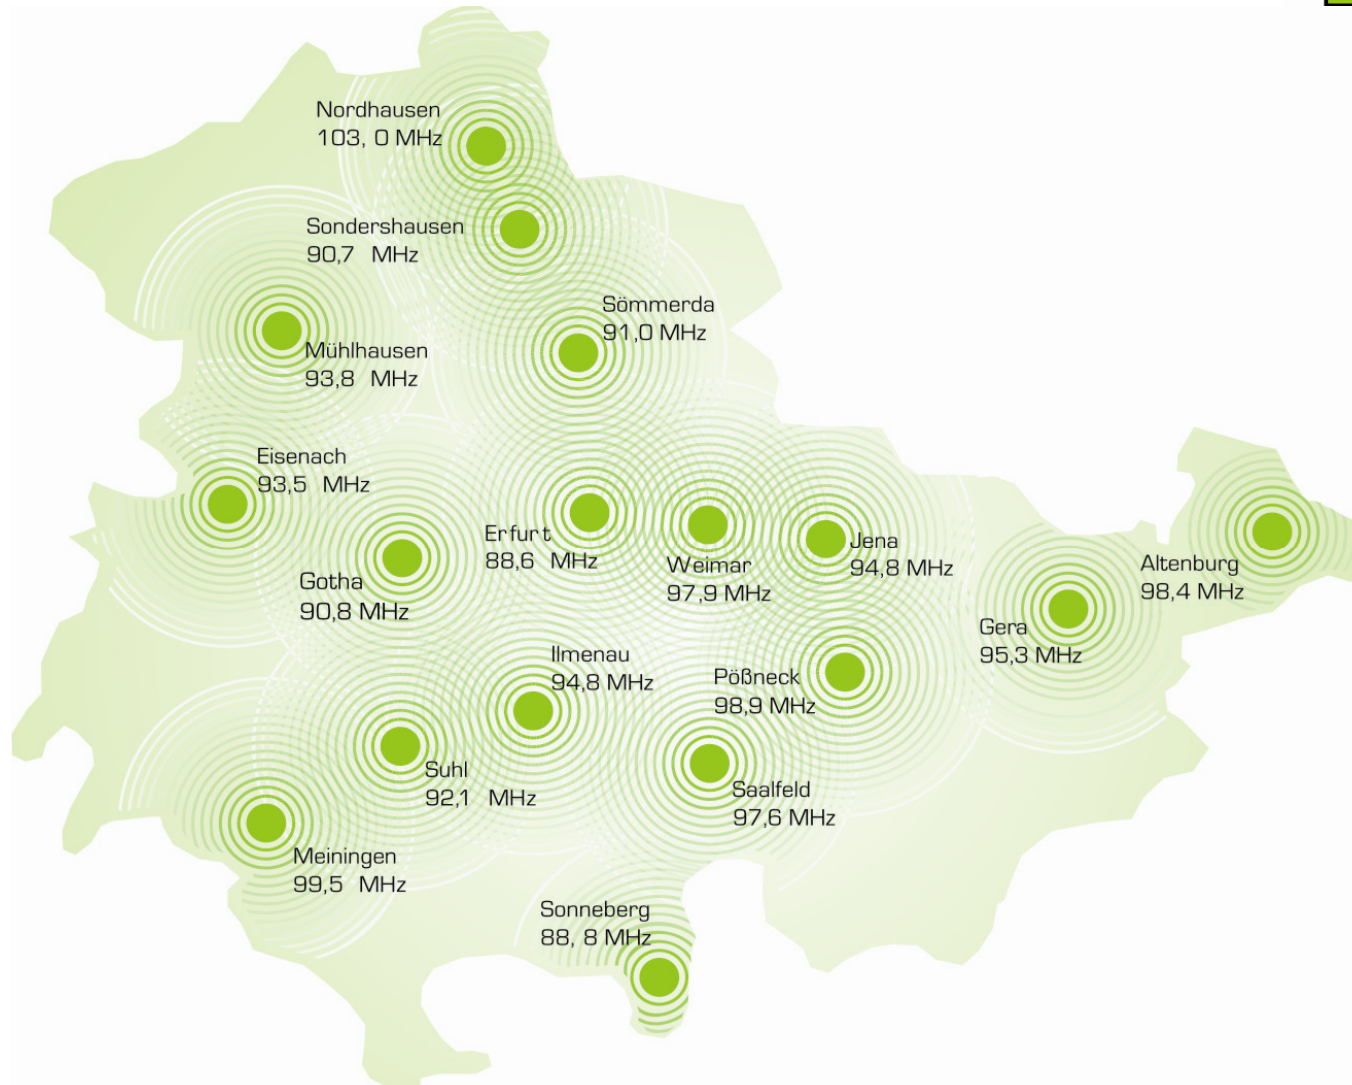 Nordhausen
103, 0 MHz
Sondershausen
90,7 MHz
Sömmerda
91,0 MHz
Mühlhausen
93,8 MHz
Eisenach
93,5 MHz
Erfurt
88,6 MHz
Weimar
97,9 MHz
Jena
94,8 MHz
Altenburg
98,4 MHz
Gotha
90,8 MHz
Gera
95,3 MHz
Ilmenau
94,8 MHz
Pößneck
98,9 MHz
Suhl
92,1 MHz
Saalfeld
97,6 MHz
Meiningen
99,5 MHz
Sonneberg
88, 8 MHz